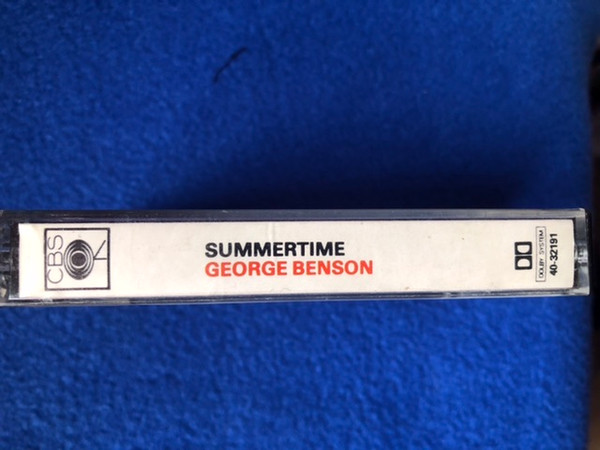 CBS
SUMMERTIME
GEORGE BENSON
DOLBY SYSTEM
40-32191